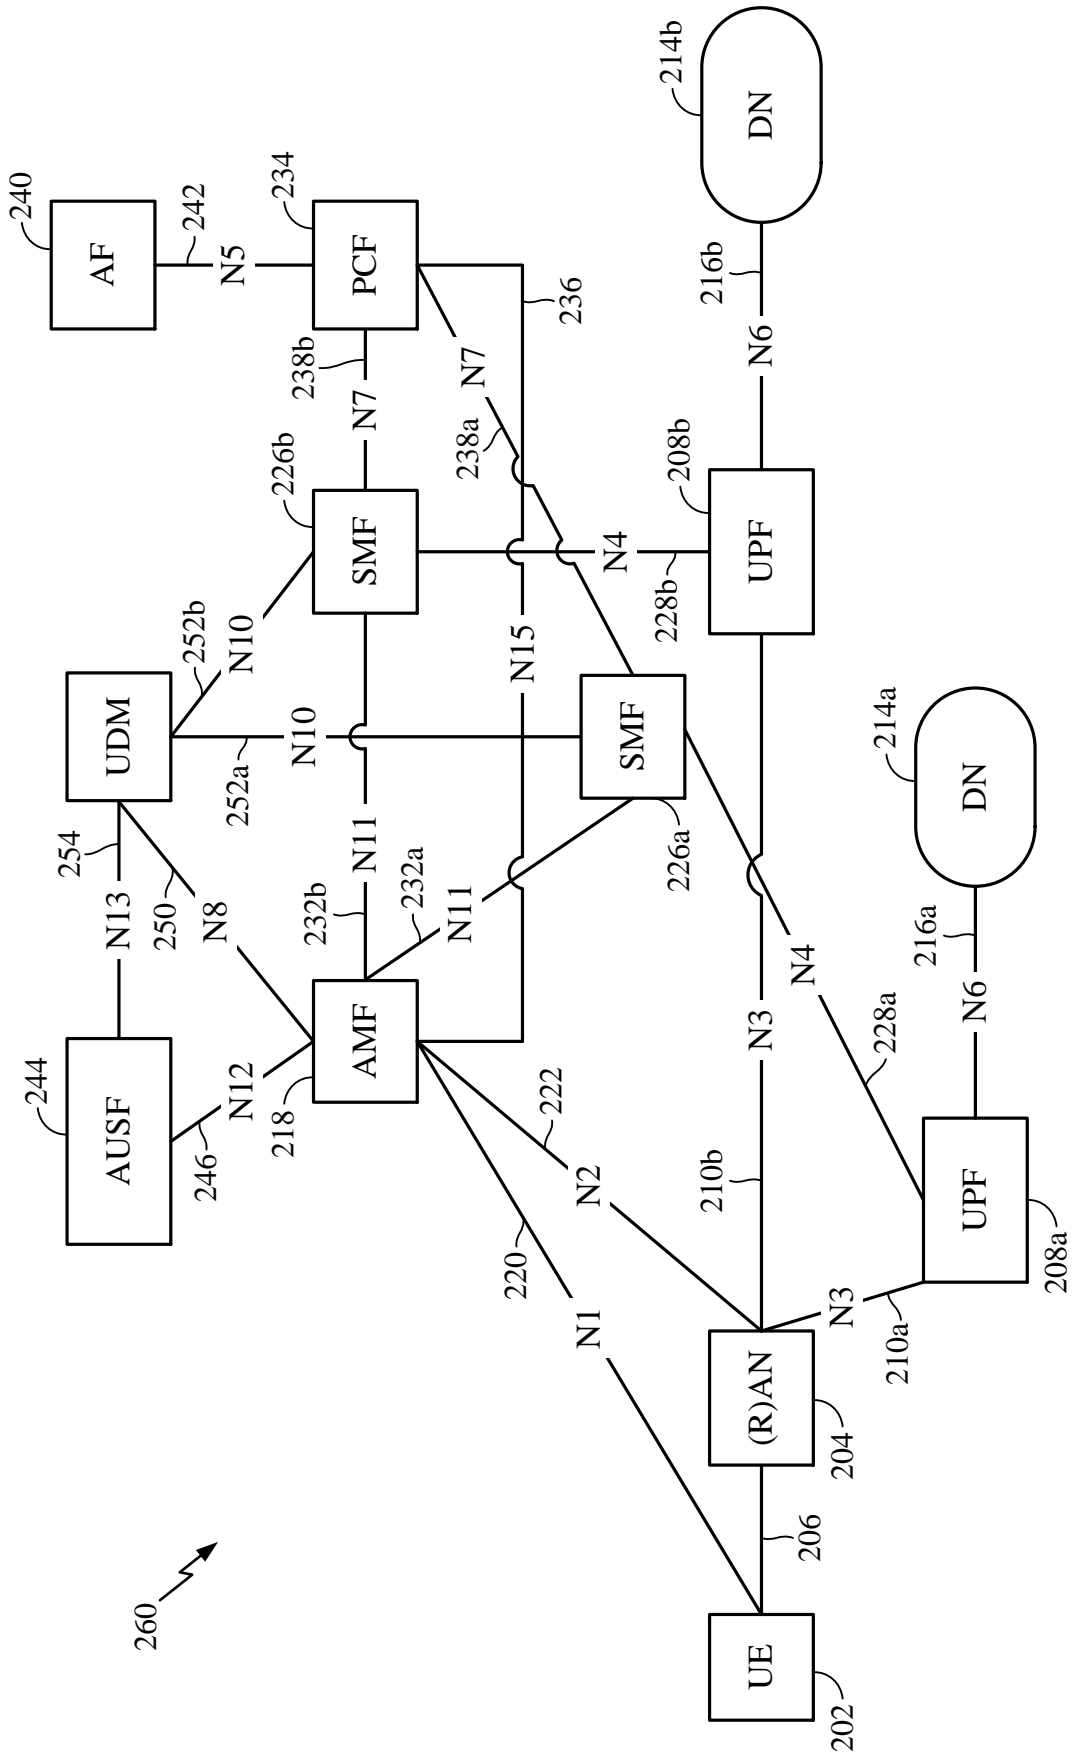 260
244
AUSF
254
N13
UDM
240
AF
242
N5
246
N12
250
N8
252a
N10
252b
N10
218
AMF
232b
N11
226b
SMF
238b
N7
234
PCF
232a
N11
238a
N7
236
N15
220
N1
222
N2
SMF
226a
N4
228b
202
UE
206
204
(R)AN
210b
N3
208b
UPF
N6
216b
214b
DN
N4
228a
210a
N3
208a
UPF
N6
216a
214a
DN